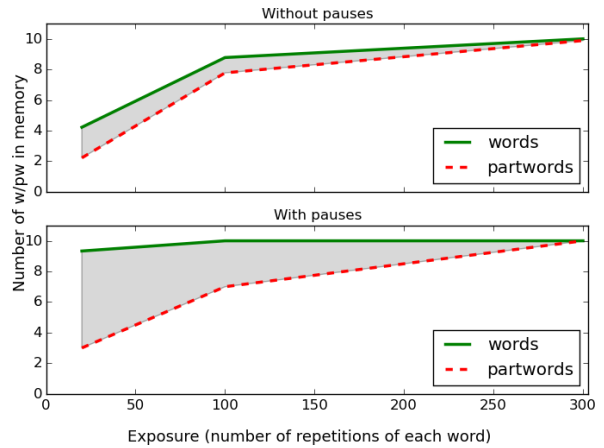 Without pauses
10
8
6
4
2
0
words
partwords
Number of w/pw in memory
With pauses
10
8
6
4
2
0
words
partwords
0 50 100 150 200 250 300
Exposure (number of repetitions of each word)